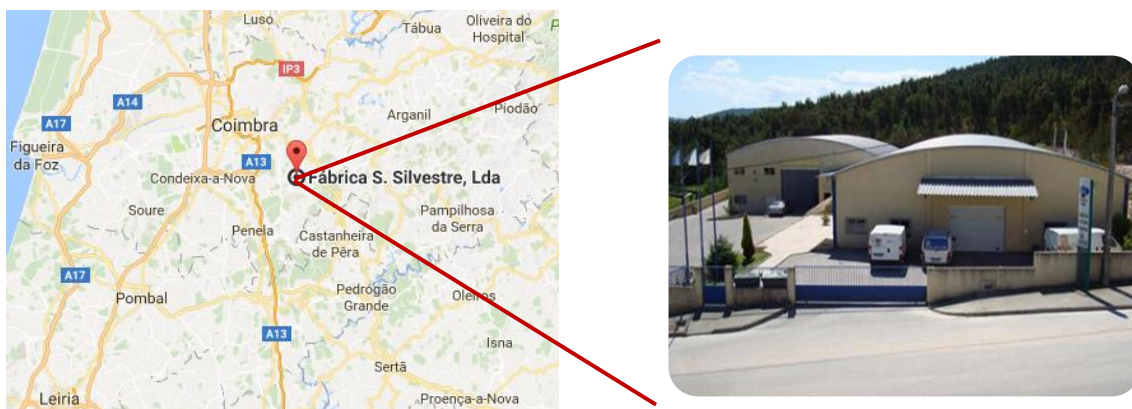 Luso
Tábua
Oliveira do
Hospital
IP3
A14
A17
Arganil
Piodão
Coimbra
Figueira
da Foz
A13
Condeixa-a-Nova
Fábrica S. Silvestre, Lda
Soure
Pampilhosa
da Serra
Penela
Castanheira
de Pêra
A17
Pombal
Pedrógão
Grande
Oleiros
A13
Isna
Sertã
Leiria
Proença-a-Nova